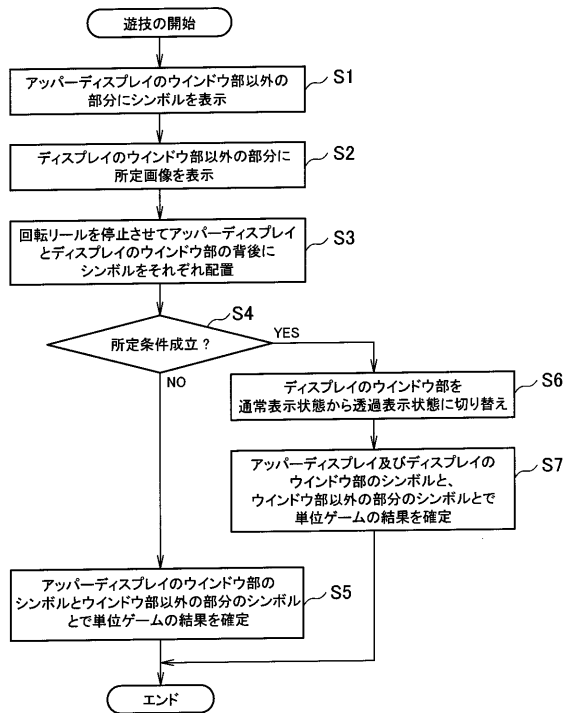 遊技の開始
アッパーディスプレイのウインドウ部以外の
部分にシンボルを表示
S1
ディスプレイのウインドウ部以外の部分に
所定画像を表示
S2
回転リールを停止させてアッパーディスプレイ
とディスプレイのウインドウ部の背後に
シンボルをそれぞれ配置
S3
所定条件成立？
S4
YES
NO
ディスプレイのウインドウ部を
通常表示状態から透過表示状態に切り替え
S6
アッパーディスプレイ及びディスプレイの
ウインドウ部のシンボルと、
ウインドウ部以外の部分のシンボルとで
単位ゲームの結果を確定
S7
アッパーディスプレイのウインドウ部の
シンボルとウインドウ部以外の部分のシンボル
とで単位ゲームの結果を確定
S5
エンド